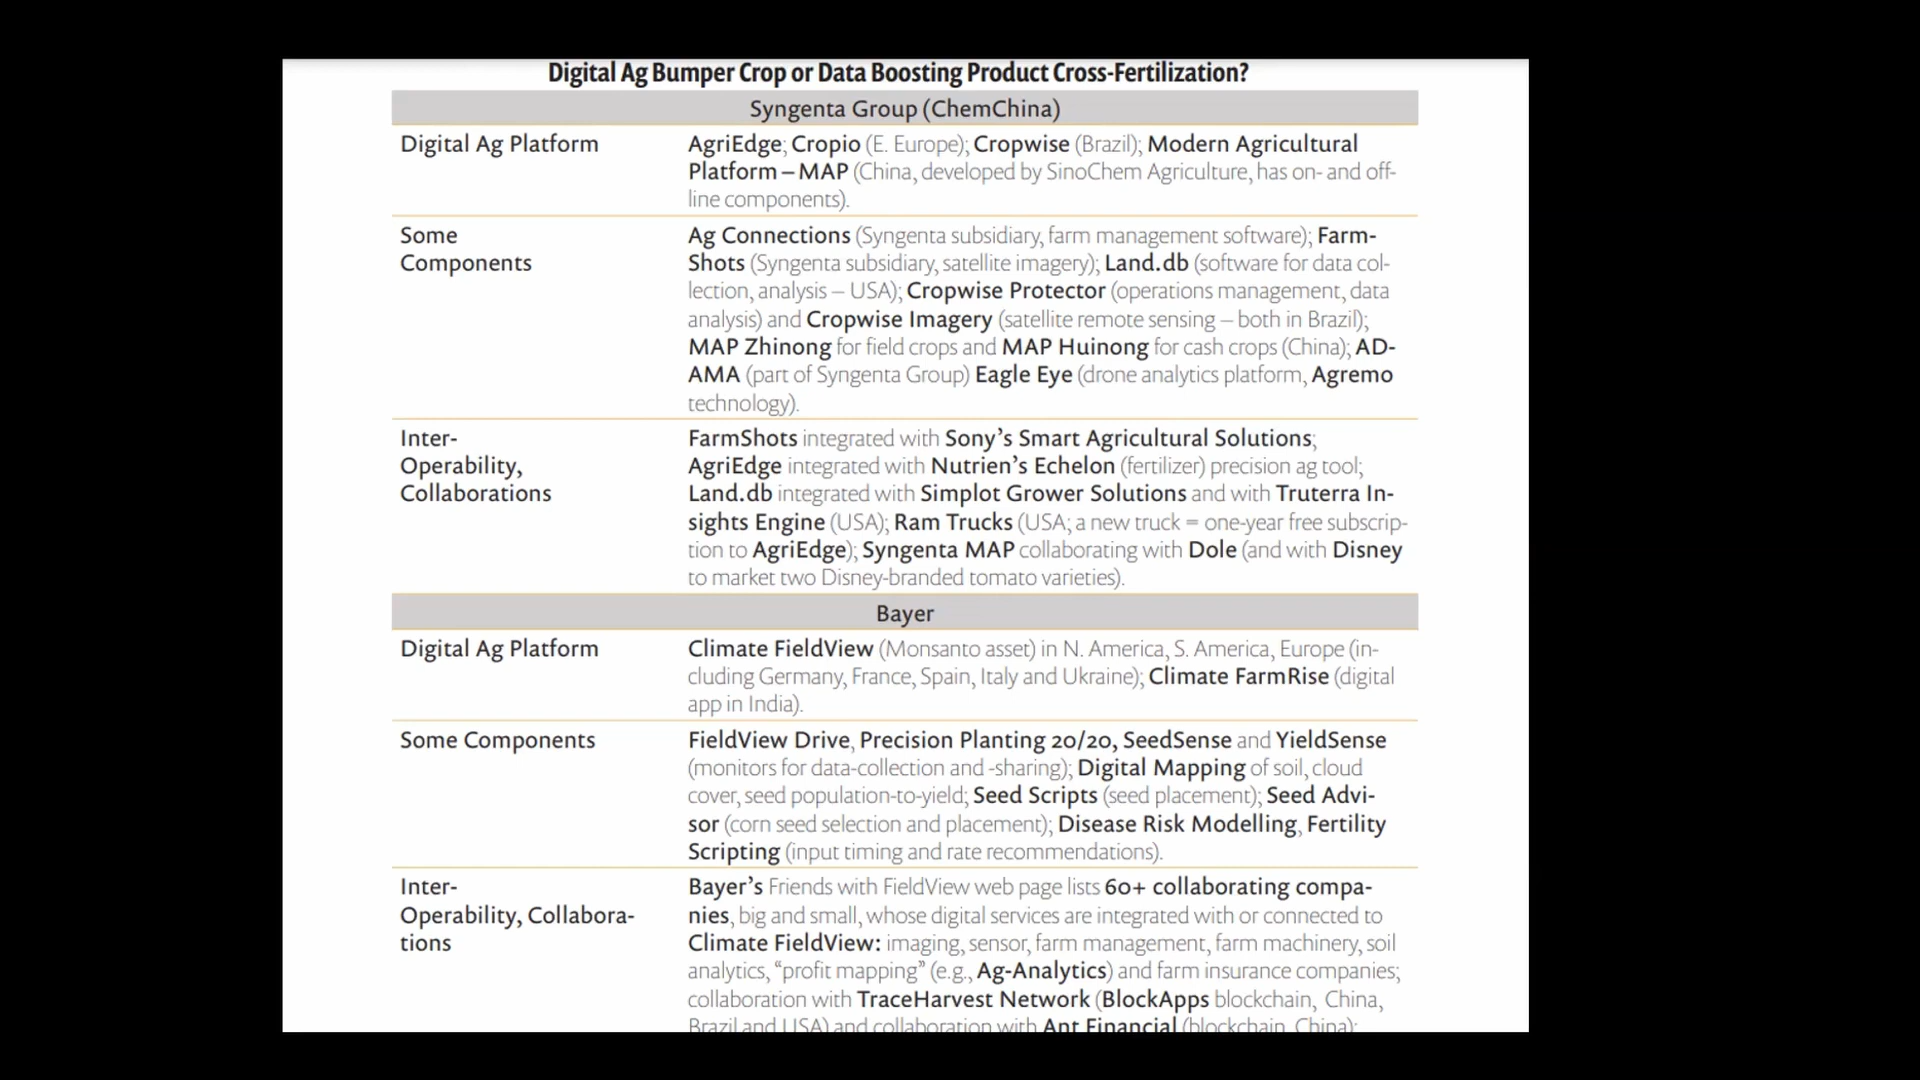 Digital Ag Bumper Crop or Data Boosting Product Cross-Fertilization?
Syngenta Group (ChemChina)
Digital Ag Platform
AgriEdge; Cropio (E. Europe); Cropwise (Brazil); Modern Agricultural
Platform – MAP (China, developed by SinoChem Agriculture, has on- and off-
line components).
Some
Components
Ag Connections (Syngenta subsidiary, farm management software); Farm-
Shots (Syngenta subsidiary, satellite imagery); Land.db (software for data col-
lection, analysis – USA); Cropwise Protector (operations management, data
analysis) and Cropwise Imagery (satellite remote sensing – both in Brazil);
MAP Zhinong for field crops and MAP Huinong for cash crops (China); AD-
AMA (part of Syngenta Group) Eagle Eye (drone analytics platform, Agremo
technology).
Inter-
Operability,
Collaborations
FarmShots integrated with Sony's Smart Agricultural Solutions;
AgriEdge integrated with Nutrien's Echelon (fertilizer) precision ag tool;
Land.db integrated with Simplot Grower Solutions and with Truterra In-
sights Engine (USA); Ram Trucks (USA; a new truck = one-year free subscrip-
tion to AgriEdge); Syngenta MAP collaborating with Dole (and with Disney
to market two Disney-branded tomato varieties).
Bayer
Digital Ag Platform
Climate FieldView (Monsanto asset) in N. America, S. America, Europe (in-
cluding Germany, France, Spain, Italy and Ukraine); Climate FarmRise (digital
app in India).
Some Components
FieldView Drive, Precision Planting 20/20, SeedSense and YieldSense
(monitors for data-collection and -sharing); Digital Mapping of soil, cloud
cover, seed population-to-yield; Seed Scripts (seed placement); Seed Advi-
sor (corn seed selection and placement); Disease Risk Modelling, Fertility
Scripting (input timing and rate recommendations).
Inter-
Operability, Collabora-
tions
Bayer's Friends with FieldView web page lists 60+ collaborating compa-
nies, big and small, whose digital services are integrated with or connected to
Climate FieldView: imaging, sensor, farm management, farm machinery, soil
analytics, "profit mapping" (e.g., Ag-Analytics) and farm insurance companies;
collaboration with TraceHarvest Network (BlockApps blockchain, China,
Brazil and USA) and collaboration with Ant Financial (blockchain, China);